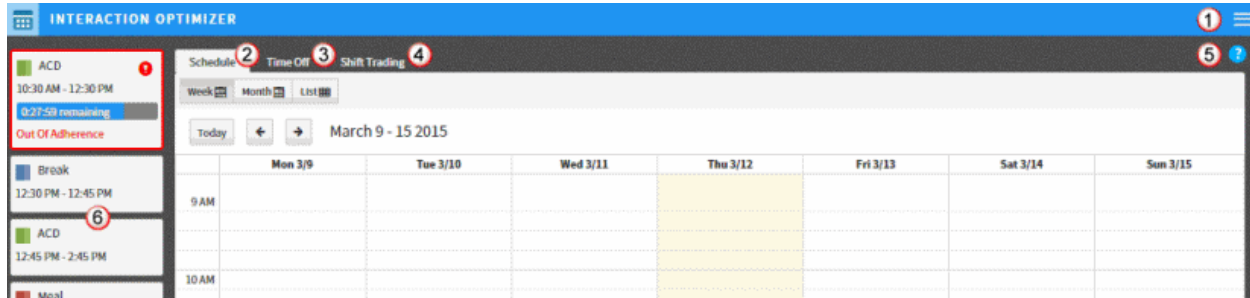 INTERACTION OPTIMIZER
1
ACD
10:30 AM - 12:30 PM
0:27:59 remaining
Out Of Adherence
Break
12:30 PM - 12:45 PM
6
ACD
12:45 PM - 2:45 PM
Meal
Schedule 2 Time Off 3 Shift Trading 4
5 ?
Week Month List
Today March 9 - 15 2015
Mon 3/9 Tue 3/10 Wed 3/11 Thu 3/12 Fri 3/13 Sat 3/14 Sun 3/15
9 AM
10 AM